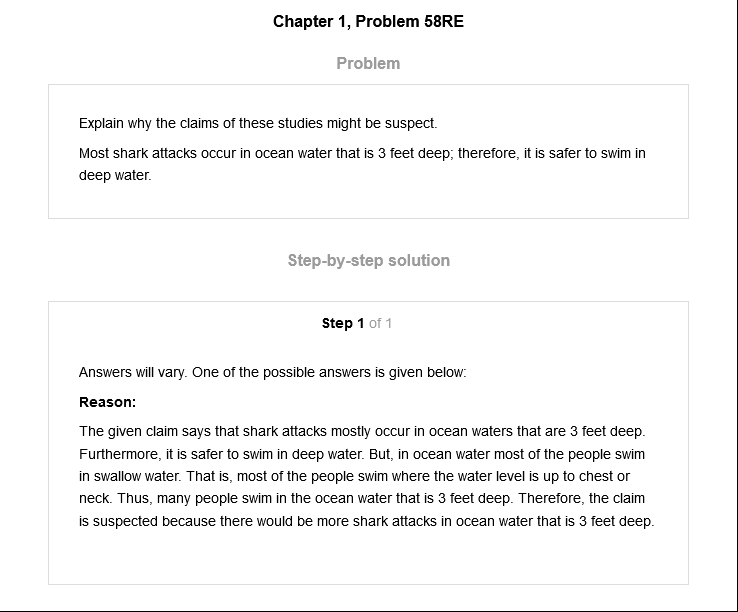 Chapter 1, Problem 58RE
Problem
Explain why the claims of these studies might be suspect.
Most shark attacks occur in ocean water that is 3 feet deep; therefore, it is safer to swim in
deep water.
Step-by-step solution
Step 1 of 1
Answers will vary. One of the possible answers is given below:
Reason:
The given claim says that shark attacks mostly occur in ocean waters that are 3 feet deep.
Furthermore, it is safer to swim in deep water. But, in ocean water most of the people swim
in swallow water. That is, most of the people swim where the water level is up to chest or
neck. Thus, many people swim in the ocean water that is 3 feet deep. Therefore, the claim
is suspected because there would be more shark attacks in ocean water that is 3 feet deep.